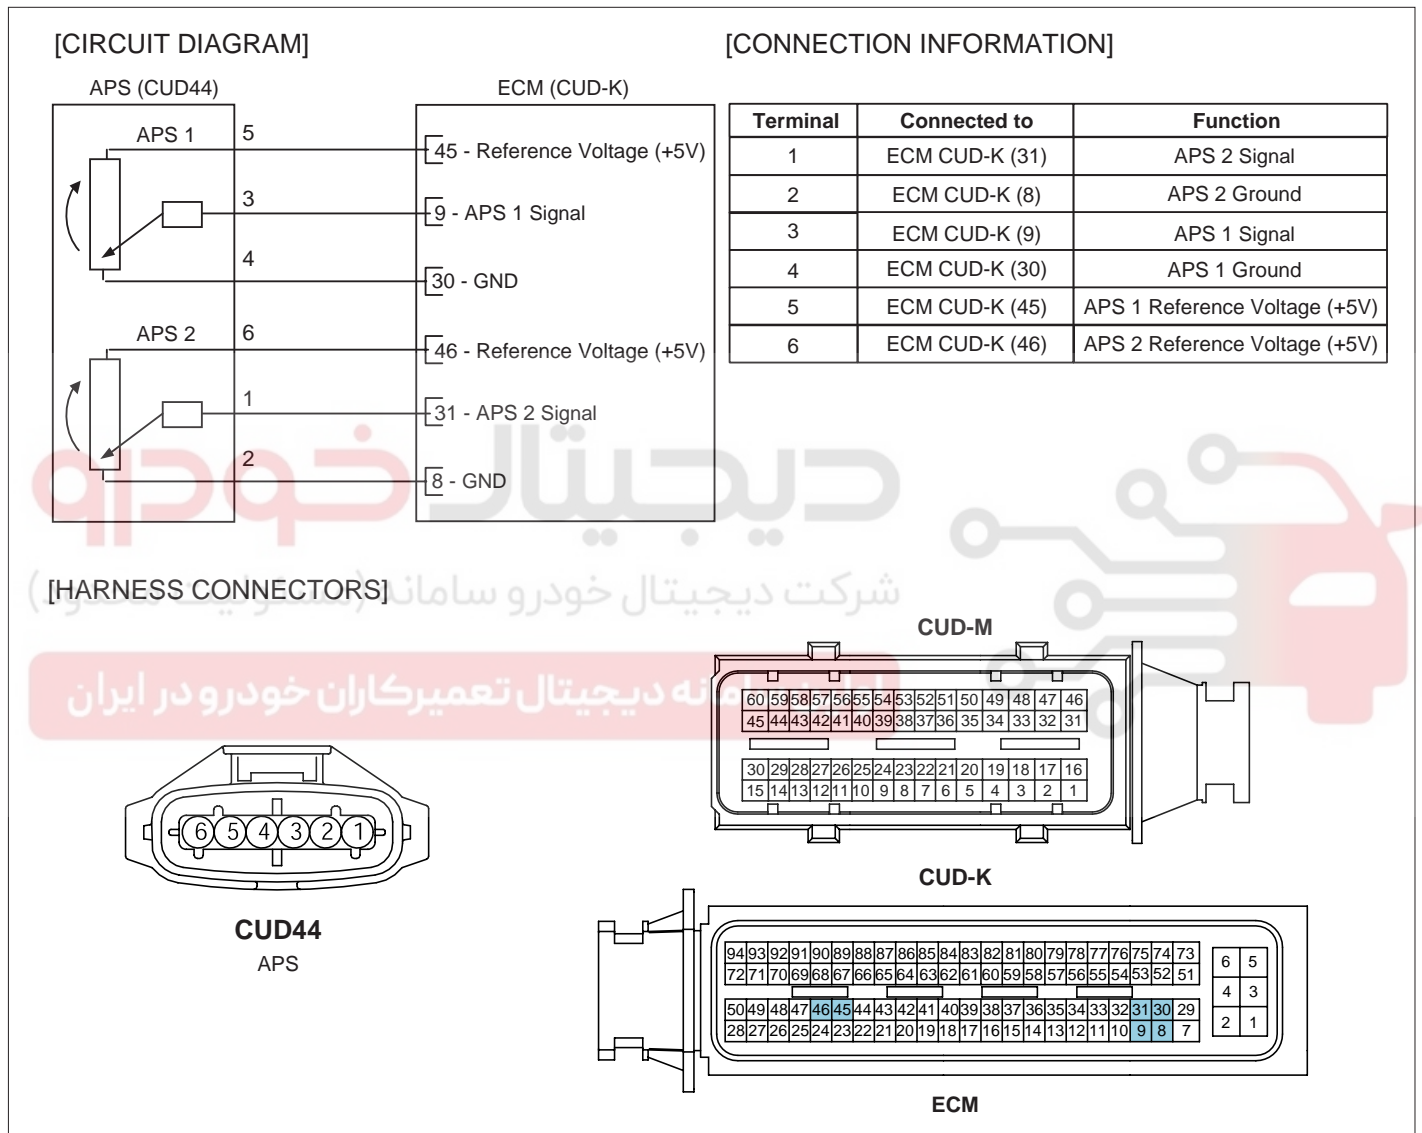 [CIRCUIT DIAGRAM]
APS (CUD44)
ECM (CUD-K)
APS 1
5
45 - Reference Voltage (+5V)
3
9 - APS 1 Signal
4
30 - GND
APS 2
6
46 - Reference Voltage (+5V)
1
31 - APS 2 Signal
2
8 - GND
[CONNECTION INFORMATION]
Terminal Connected to Function
1 ECM CUD-K (31) APS 2 Signal
2 ECM CUD-K (8) APS 2 Ground
3 ECM CUD-K (9) APS 1 Signal
4 ECM CUD-K (30) APS 1 Ground
5 ECM CUD-K (45) APS 1 Reference Voltage (+5V)
6 ECM CUD-K (46) APS 2 Reference Voltage (+5V)
دیجیتال خودرو
شرکت دیجیتال خودرو سامانه (مسئولیت محدود)
اولین سامانه دیجیتال تعمیرکاران خودرو در ایران
[HARNESS CONNECTORS]
6 5 4 3 2 1
CUD44
APS
CUD-M
60 59 58 57 56 55 54 53 52 51 50 49 48 47 46
45 44 43 42 41 40 39 38 37 36 35 34 33 32 31
30 29 28 27 26 25 24 23 22 21 20 19 18 17 16
15 14 13 12 11 10 9 8 7 6 5 4 3 2 1
CUD-K
94 93 92 91 90 89 88 87 86 85 84 83 82 81 80 79 78 77 76 75 74 73
72 71 70 69 68 67 66 65 64 63 62 61 60 59 58 57 56 55 54 53 52 51
50 49 48 47 46 45 44 43 42 41 40 39 38 37 36 35 34 33 32 31 30 29
28 27 26 25 24 23 22 21 20 19 18 17 16 15 14 13 12 11 10 9 8 7
6 5
4 3
2 1
ECM